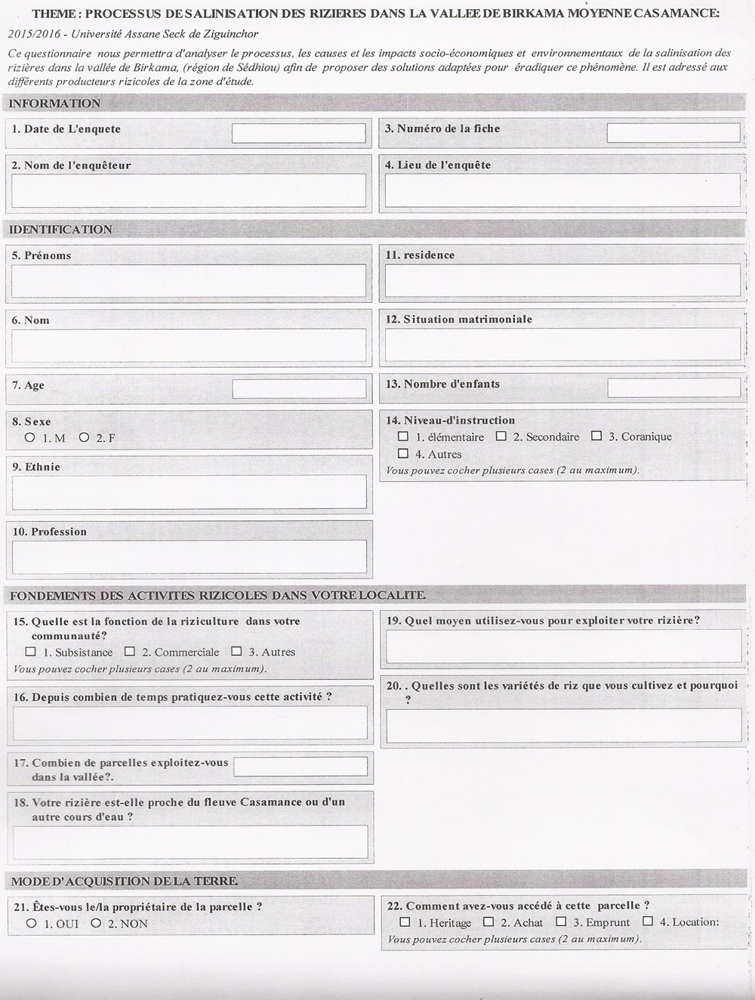 THEME : PROCESSUS DE SALINISATION DES RIZIERES DANS LA VALLEE DE BIRKAMA MOYENNE CASAMANCE:
2015/2016 - Université Assane Seck de Ziguinchor
Ce questionnaire nous permettra d'analyser le processus, les causes et les impacts socio-économiques et environnementaux de la salinisation des
rizières dans la vallée de Birkama, (région de Sédhiou) afin de proposer des solutions adaptées pour éradiquer ce phénomène. Il est adressé aux
différents producteurs rizicoles de la zone d'étude.
INFORMATION
1. Date de L'enquete
2. Nom de l'enquêteur
3. Numéro de la fiche
4. Lieu de l'enquête
IDENTIFICATION
5. Prénoms
6. Nom
7. Age
8. Sexe
1. M 2. F
9. Ethnie
10. Profession
11. residence
12. Situation matrimoniale
13. Nombre d'enfants
14. Niveau-d'instruction
1. élémentaire 2. Secondaire 3. Coranique
4. Autres
Vous pouvez cocher plusieurs cases (2 au maximum).
FONDEMENTS DES ACTIVITES RIZICOLES DANS VOTRE LOCALITE.
15. Quelle est la fonction de la riziculture dans votre
communauté?
1. Subsistance 2. Commerciale 3. Autres
Vous pouvez cocher plusieurs cases (2 au maximum).
16. Depuis combien de temps pratiquez-vous cette activité ?
17. Combien de parcelles exploitez-vous
dans la vallée?.
18. Votre rizière est-elle proche du fleuve Casamance ou d'un
autre cours d'eau ?
19. Quel moyen utilisez-vous pour exploiter votre rizière?
20. . Quelles sont les variétés de riz que vous cultivez et pourquoi
?
MODE D'ACQUISITION DE LA TERRE.
21. Êtes-vous le/la propriétaire de la parcelle ?
1. OUI 2. NON
22. Comment avez-vous accédé à cette parcelle ?
1. Heritage 2. Achat 3. Emprunt 4. Location:
Vous pouvez cocher plusieurs cases (2 au maximum).